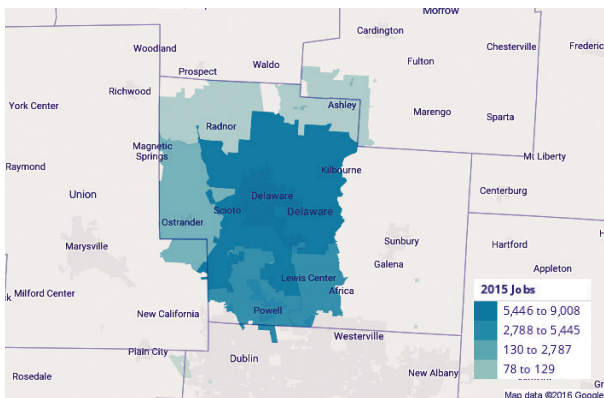 Morrow
Cardington
Woodland
Chesterville
Frederic
Waldo
Fulton
Prospect
Richwood
York Center
Ashley
Marengo
Sparta
Radnor
Magnetic
Springs
Mt Liberty
Raymond
Kilbourne
Union
Delaware
Centerburg
Scioto
Delaware
Ostrander
Sunbury
Hartford
Marysville
Galena
Lewis Center
Appleton
Milford Center
Africa
2015 Jobs
5,446 to 9,008
2,788 to 5,445
130 to 2,787
78 to 129
New California
Powell
Westerville
Plain City
Dublin
New Albany
Rosedale
Map data ©2016 Google